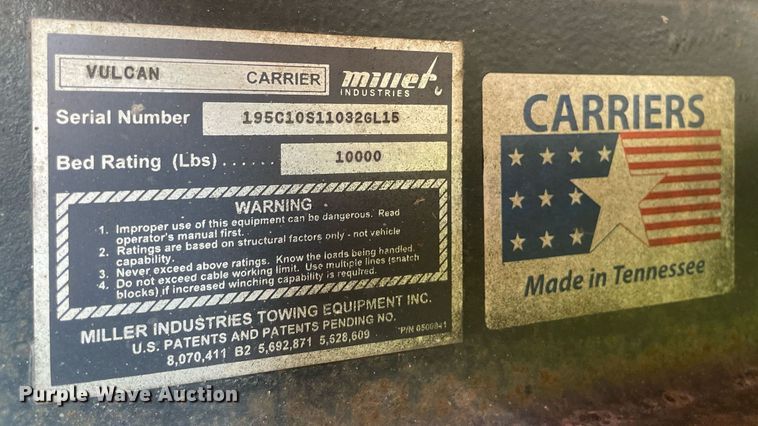 VULCAN CARRIER miller
INDUSTRIES
Serial Number 195C10S11032GL15
Bed Rating (Lbs) ...... 10000
WARNING
1. Improper use of this equipment can be dangerous. Read
operator's manual first.
2. Ratings are based on structural factors only - not vehicle
capability.
3. Never exceed above ratings. Know the loads being handled.
4. Do not exceed cable working limit. Use multiple lines (snatch
blocks) if increased winching capability is required.
MILLER INDUSTRIES TOWING EQUIPMENT INC.
U.S. PATENTS AND PATENTS PENDING NO.
8,070,411 B2 5,692,871 5,528,609
P/N 0500841
CARRIERS
Made in Tennessee
Purple Wave Auction